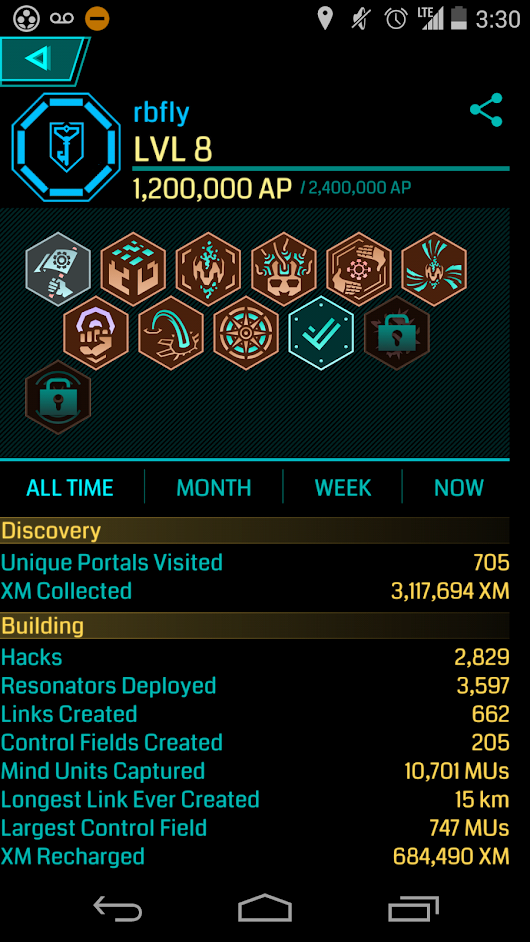 LTE 3:30
rbfly
LVL 8
1,200,000 AP / 2,400,000 AP
ALL TIME MONTH WEEK NOW
Discovery
Unique Portals Visited 705
XM Collected 3,117,694 XM
Building
Hacks 2,829
Resonators Deployed 3,597
Links Created 662
Control Fields Created 205
Mind Units Captured 10,701 MUs
Longest Link Ever Created 15 km
Largest Control Field 747 MUs
XM Recharged 684,490 XM